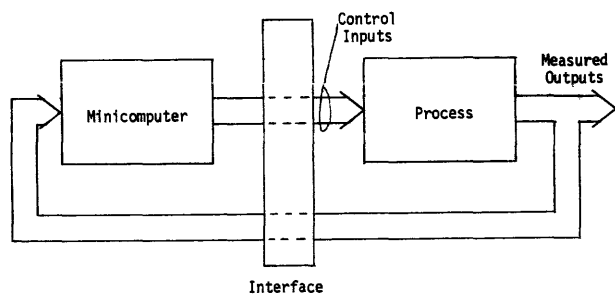 Control
Inputs
Measured
Outputs
Minicomputer
Process
Interface